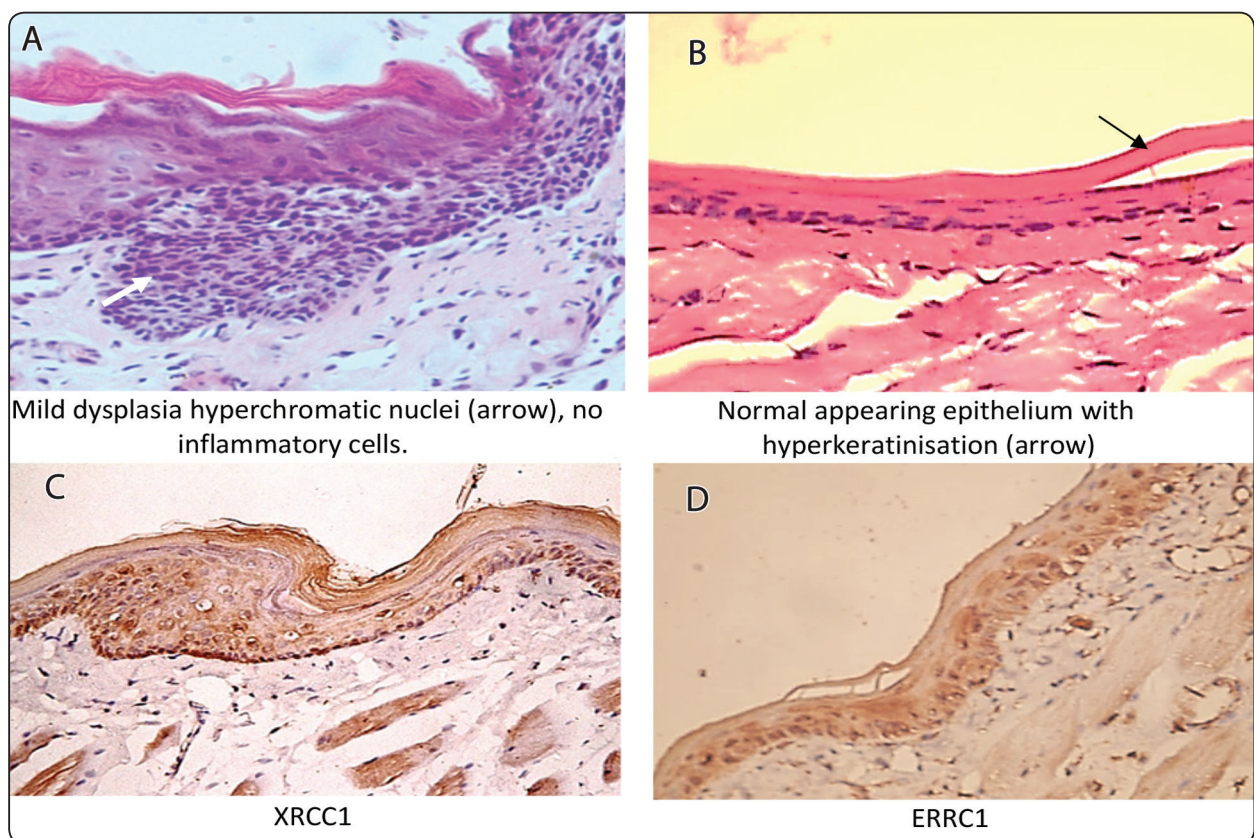 A
B
Mild dysplasia hyperchromatic nuclei (arrow), no
inflammatory cells.
Normal appearing epithelium with
hyperkeratinisation (arrow)
C
D
XRCC1
ERRC1